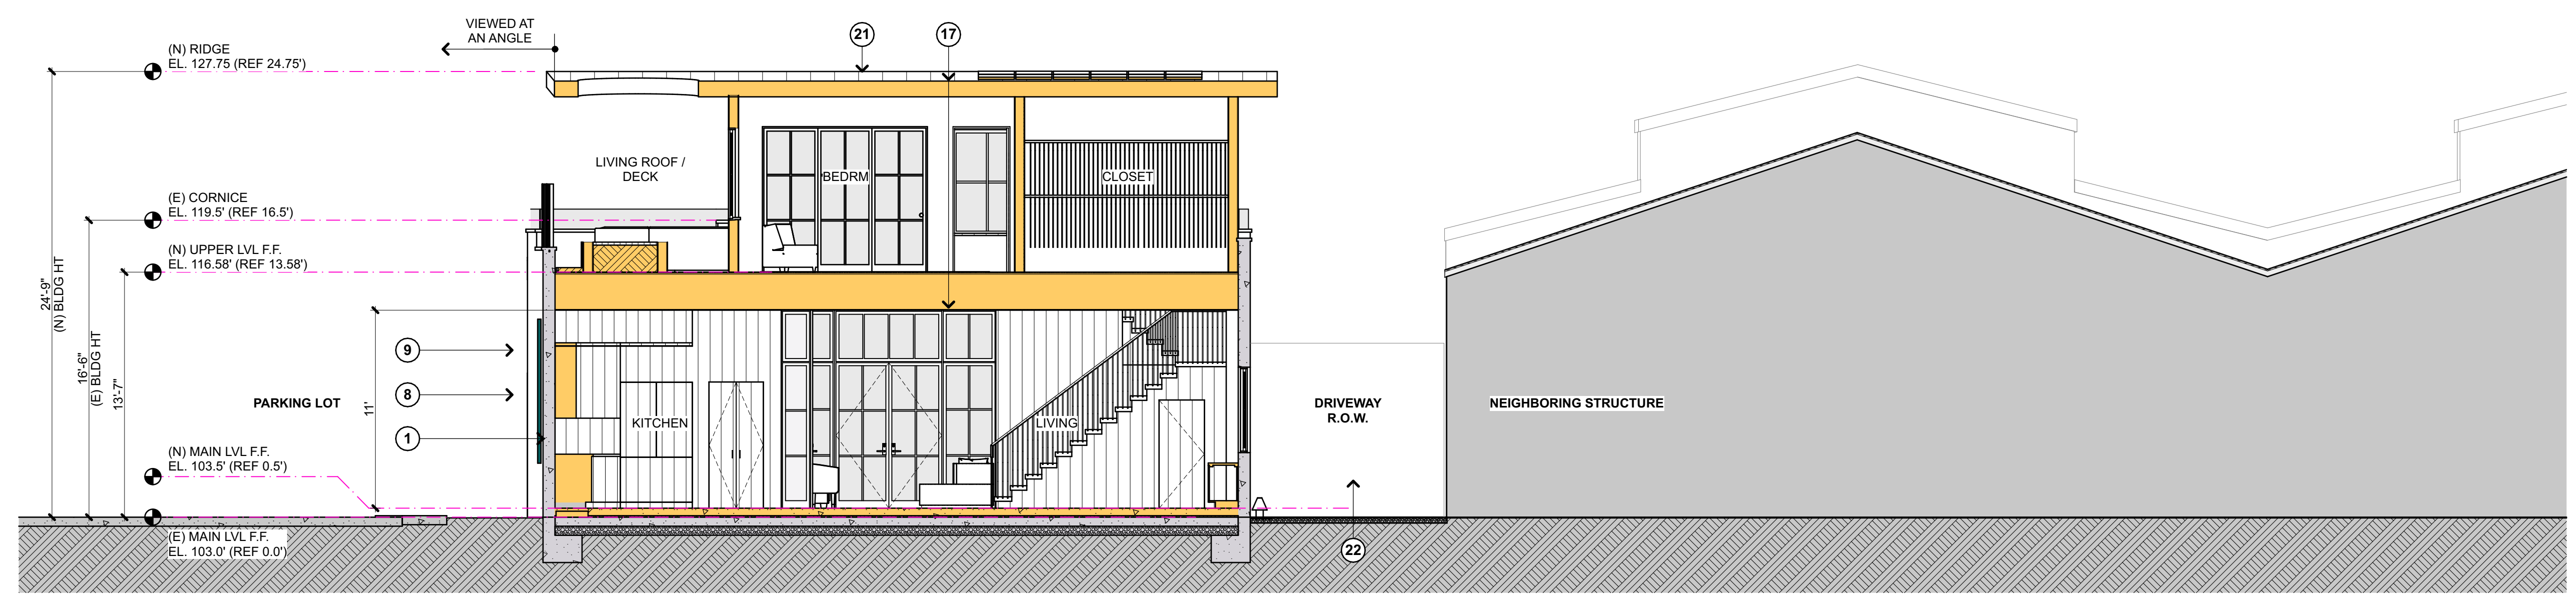 VIEWED AT
AN ANGLE
21
17
(N) RIDGE
EL. 127.75 (REF 24.75')
LIVING ROOF /
DECK
BEDRM
CLOSET
(E) CORNICE
EL. 119.5' (REF 16.5')
(N) UPPER LVL F.F.
EL. 116.58' (REF 13.58')
24'-9"
(N) BLDG HT
16'-6"
(E) BLDG HT
13'-7"
11'
9
8
1
PARKING LOT
KITCHEN
LIVING
DRIVEWAY
R.O.W.
NEIGHBORING STRUCTURE
(N) MAIN LVL F.F.
EL. 103.5' (REF 0.5')
(E) MAIN LVL F.F.
EL. 103.0' (REF 0.0')
22